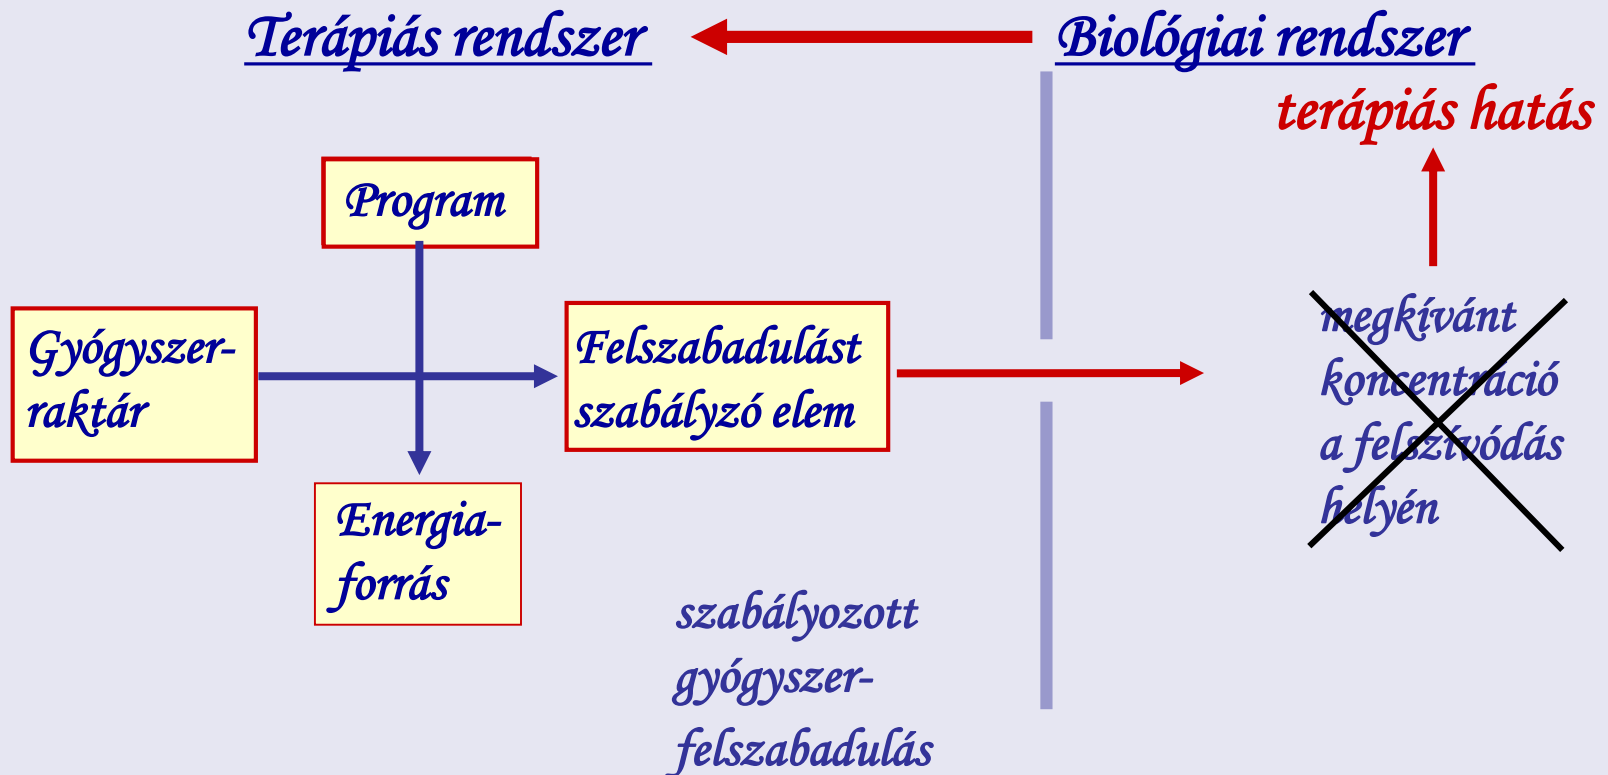 Terápiás rendszer
Biológiai rendszer
terápiás hatás
Program
Gyógyszer-
raktár
Felszabadulást
szabályzó elem
megkívánt
koncentráció
a felszívódás
helyén
Energia-
forrás
szabályozott
gyógyszer-
felszabadulás